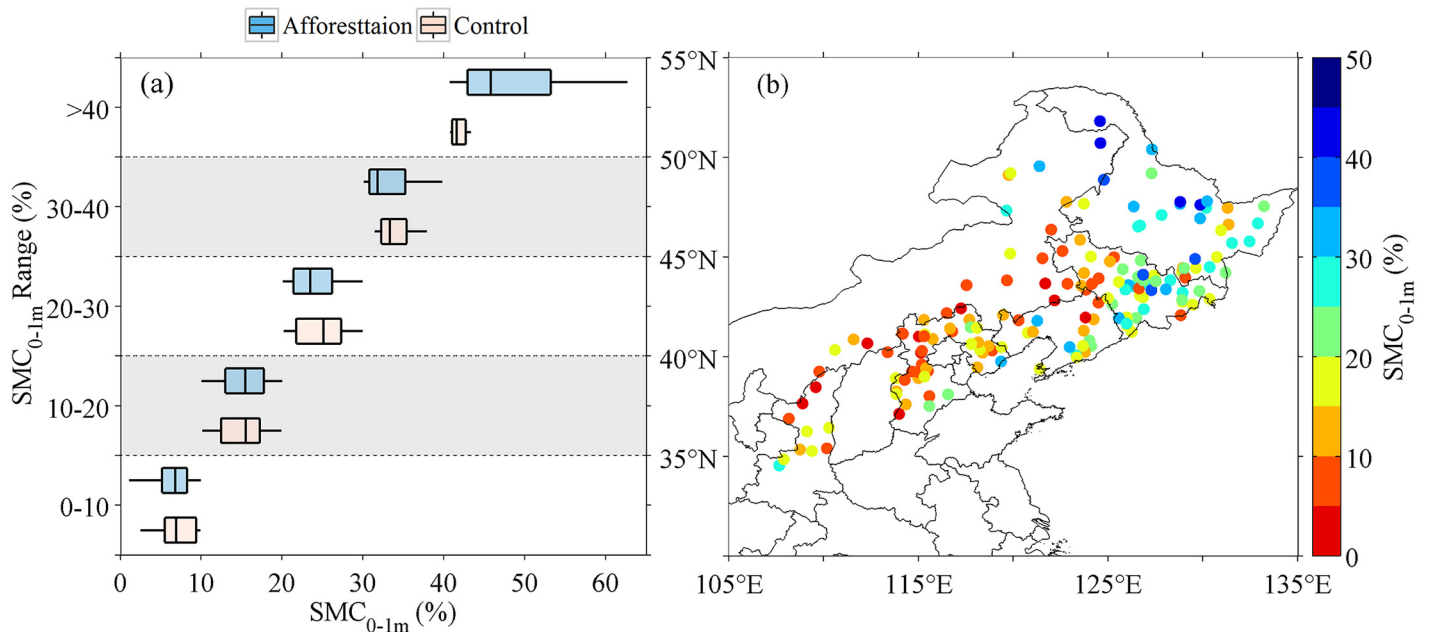 Afforesttaion Control
(a)
SMC0-1m Range (%)
>40
30-40
20-30
10-20
0-10
0 10 20 30 40 50 60
SMC0-1m (%)
(b)
55°N
50°N
45°N
40°N
35°N
105°E 115°E 125°E 135°E
50
40
30
20
10
0
SMC0-1m (%)